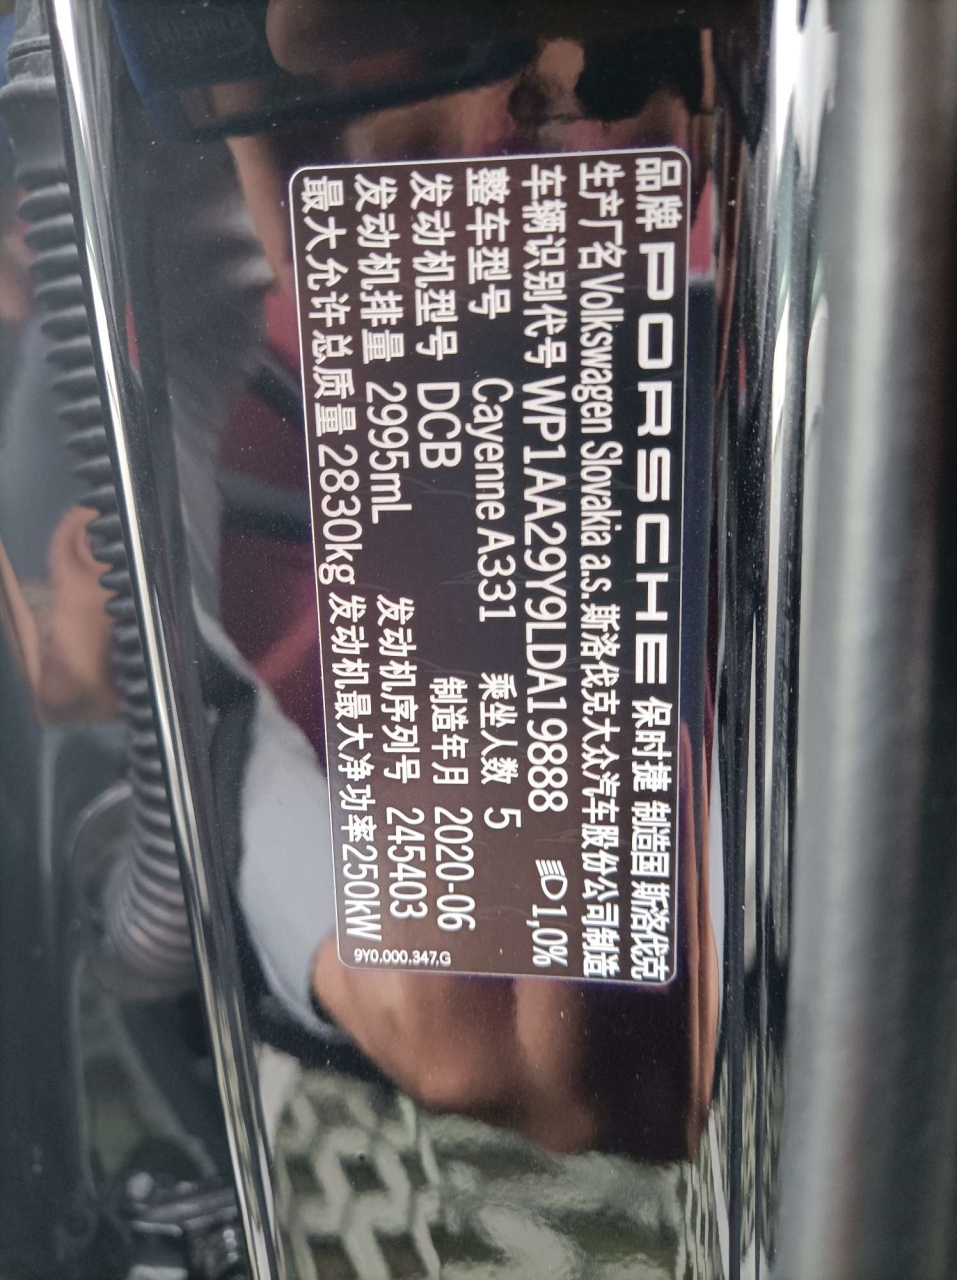 品牌 PORSCHE 保时捷 制造国 斯洛伐克
生产厂名 Volkswagen Slovakia a.s. 斯洛伐克大众汽车股份公司制造
车辆识别代号 WP1AA29Y9LDA19888 1,0%
整车型号 Cayenne A331 乘坐人数 5
发动机型号 DCB 制造年月 2020-06
发动机排量 2995mL 发动机序列号 245403
最大允许总质量 2830kg 发动机最大净功率250kW
9Y0.000.347.G